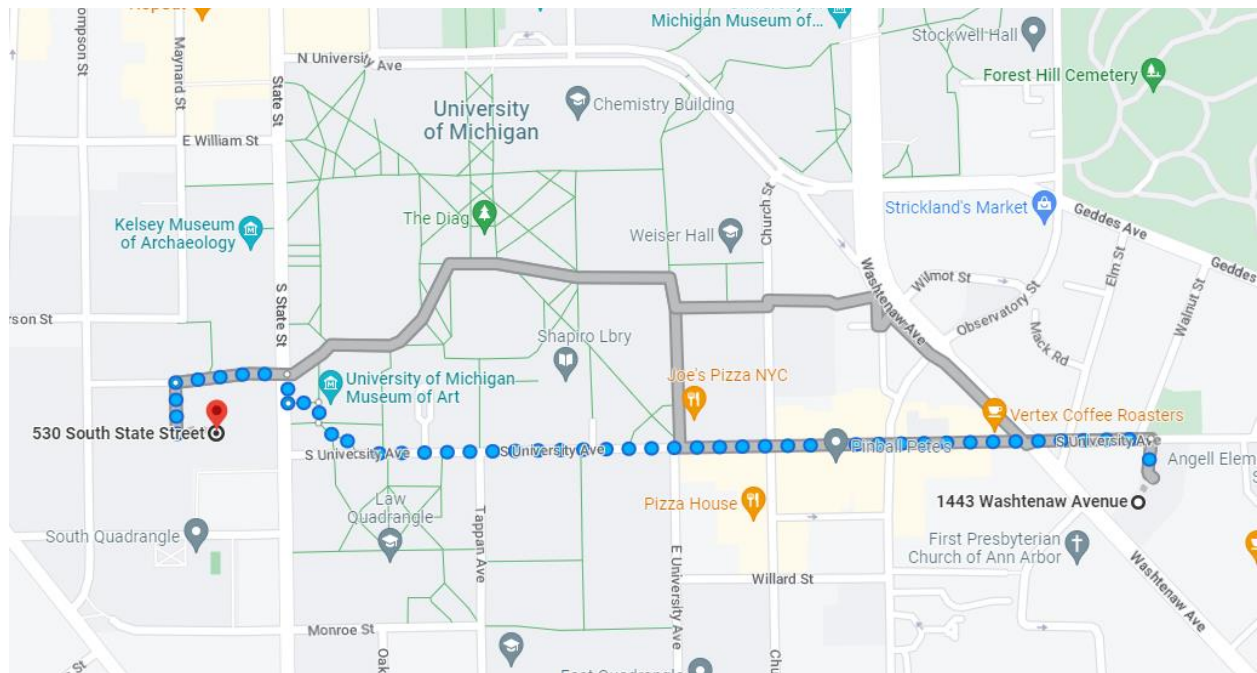 Michigan Museum of...
Stockwell Hall
Forest Hill Cemetery
Maynard St
State St
N University Ave
University
of Michigan
Chemistry Building
E William St
The Diag
Kelsey Museum
of Archaeology
Weiser Hall
Church St
Strickland's Market
Geddes Ave
Geddes
Elm St
Walnut St
Wilmot St
Washtenaw Ave
Observatory St
Mack Rd
S State St
rson St
Shapiro Lbry
University of Michigan
Museum of Art
Joe's Pizza NYC
Vertex Coffee Roasters
530 South State Street
S University Ave
S University Ave
Pinball Pete's
S University Ave
Angell Elem
1443 Washtenaw Avenue
Law
Quadrangle
Pizza House
South Quadrangle
Tappan Ave
E University Ave
First Presbyterian
Church of Ann Arbor
Washtenaw Ave
Willard St
Monroe St
Oak
Chu